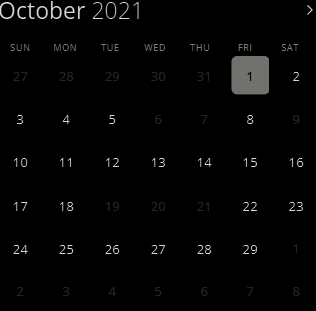 October 2021
SUN MON TUE WED THU FRI SAT
27 28 29 30 31 1 2
3 4 5 6 7 8 9
10 11 12 13 14 15 16
17 18 19 20 21 22 23
24 25 26 27 28 29 1
2 3 4 5 6 7 8